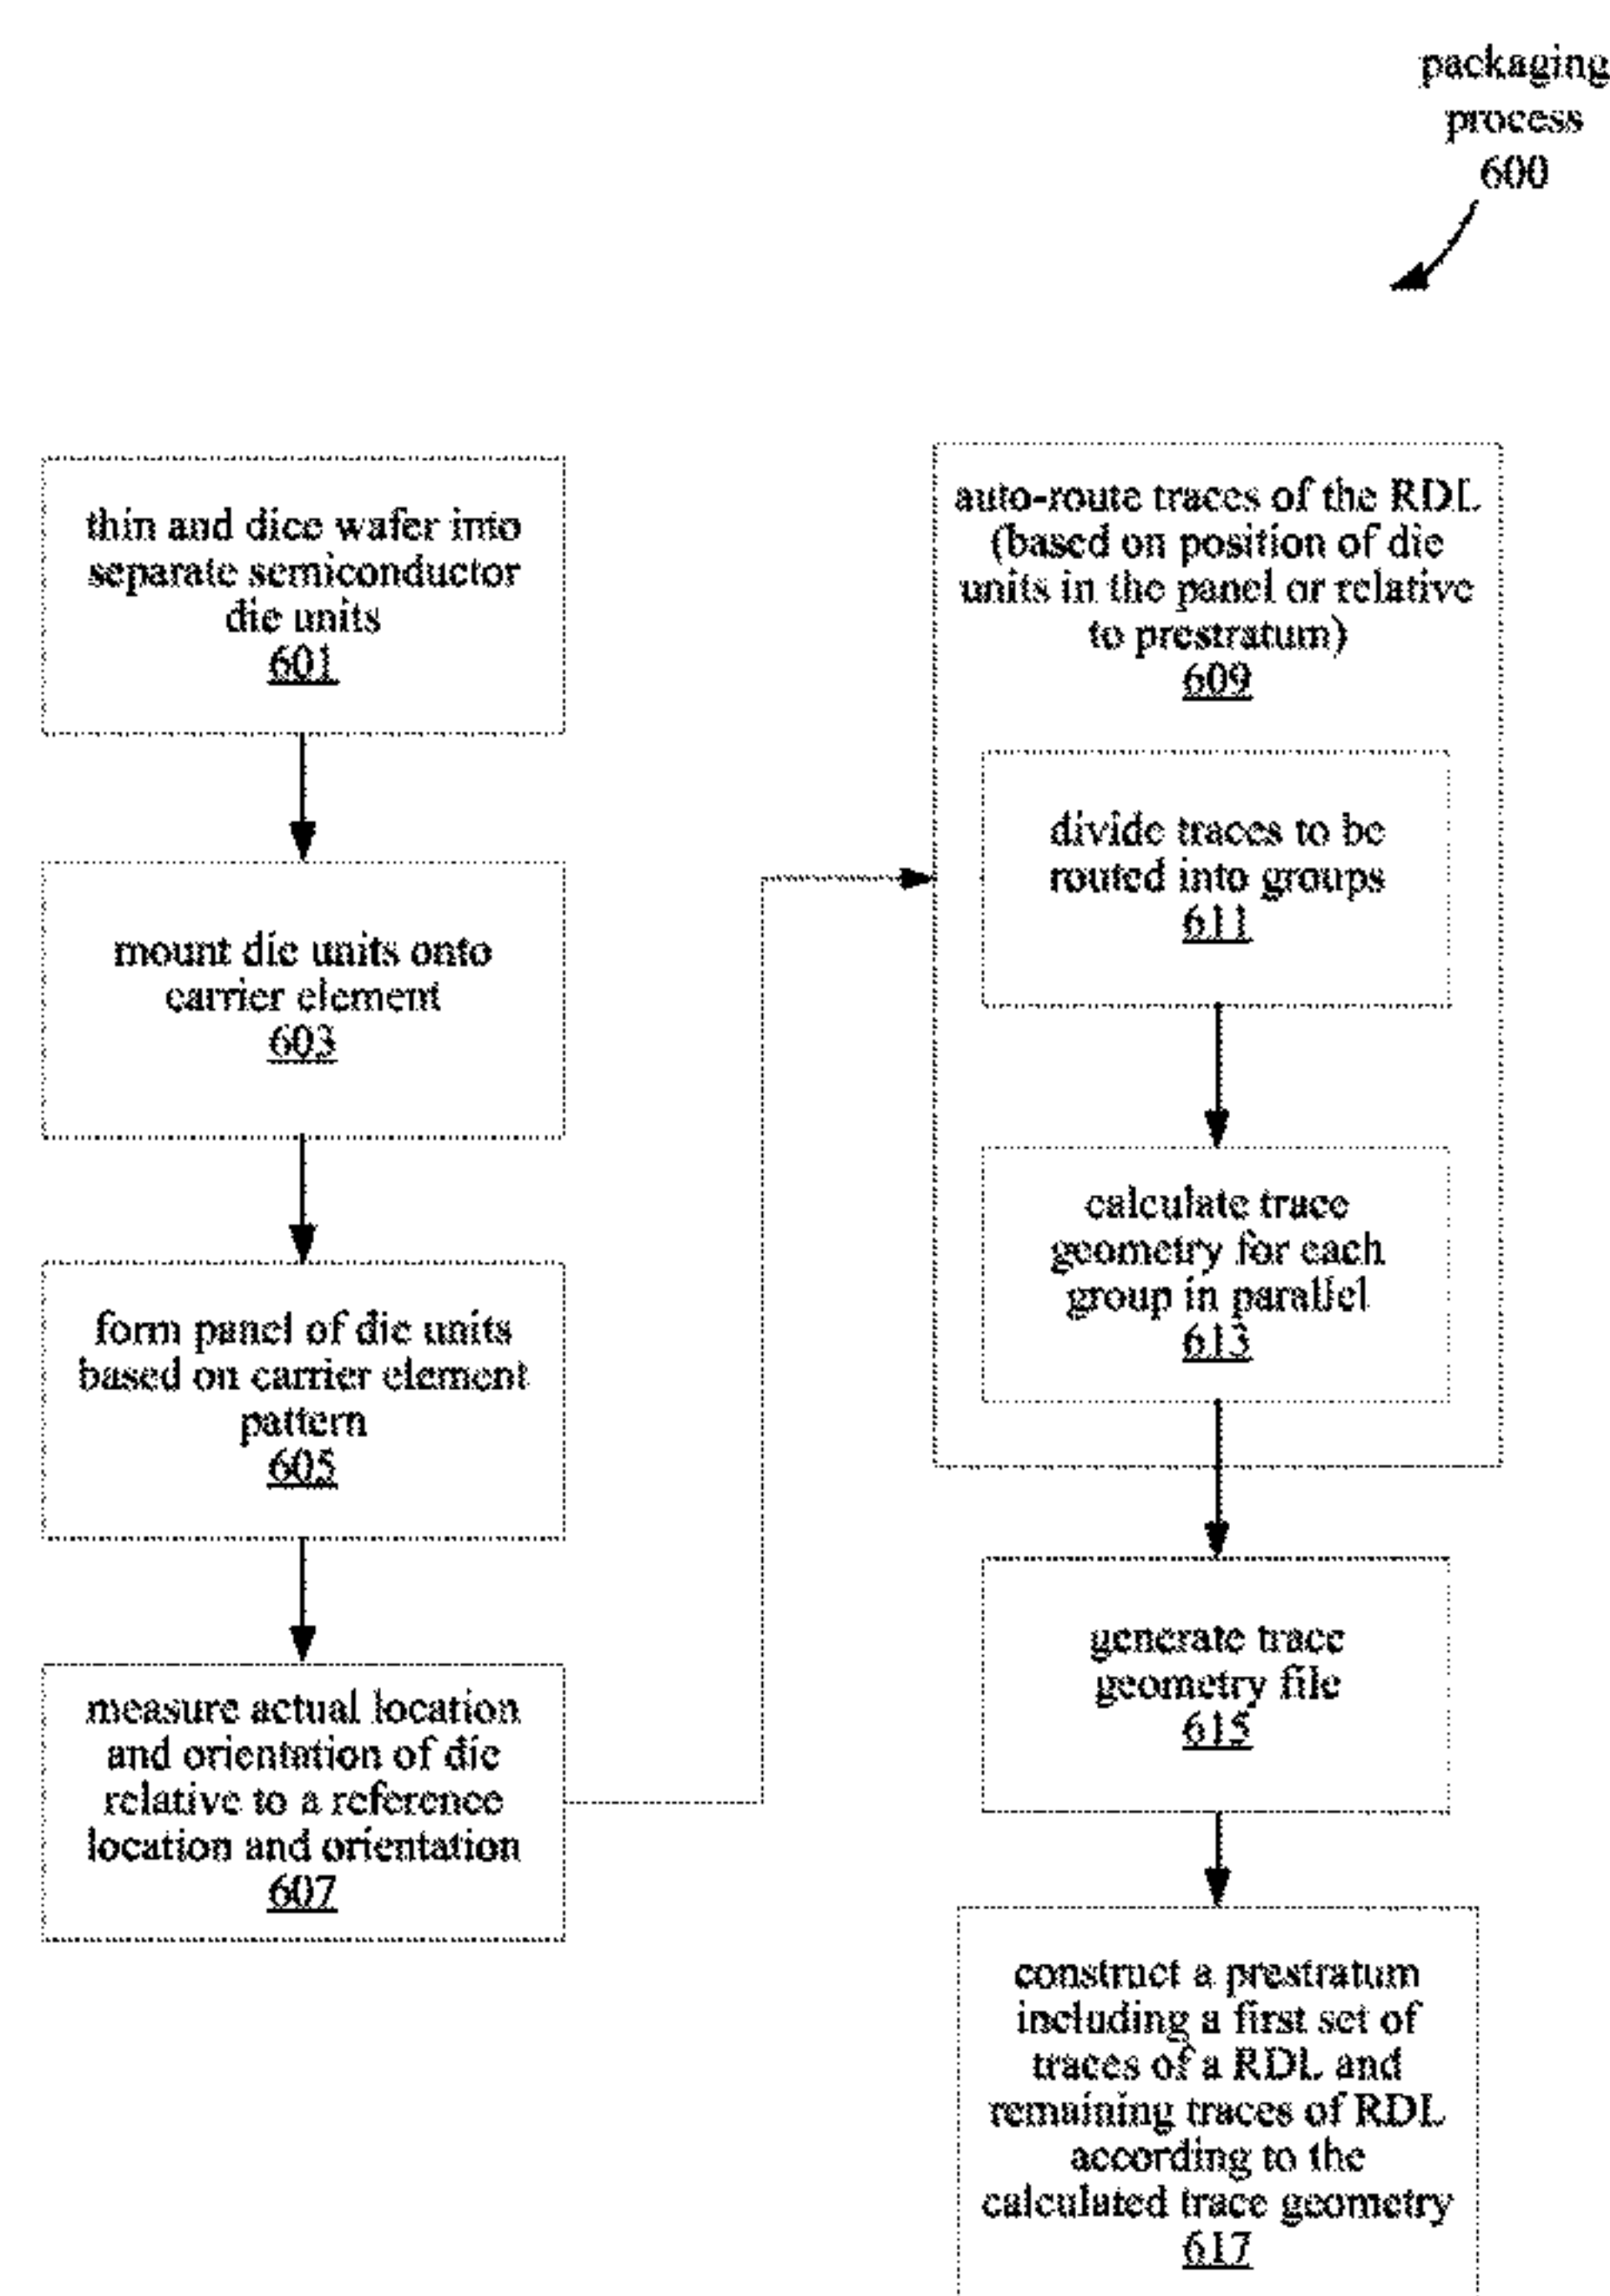 packaging
process
600
thin and dice wafer into
separate semiconductor
die units
601
mount die units onto
carrier element
603
form panel of die units
based on carrier element
pattern
605
measure actual location
and orientation of die
relative to a reference
location and orientation
607
auto-route traces of the RDL
(based on position of die
units in the panel or relative
to prestratum)
609
divide traces to be
routed into groups
611
calculate trace
geometry for each
group in parallel
613
generate trace
geometry file
615
construct a prestratum
including a first set of
traces of a RDL and
remaining traces of RDL
according to the
calculated trace geometry
617